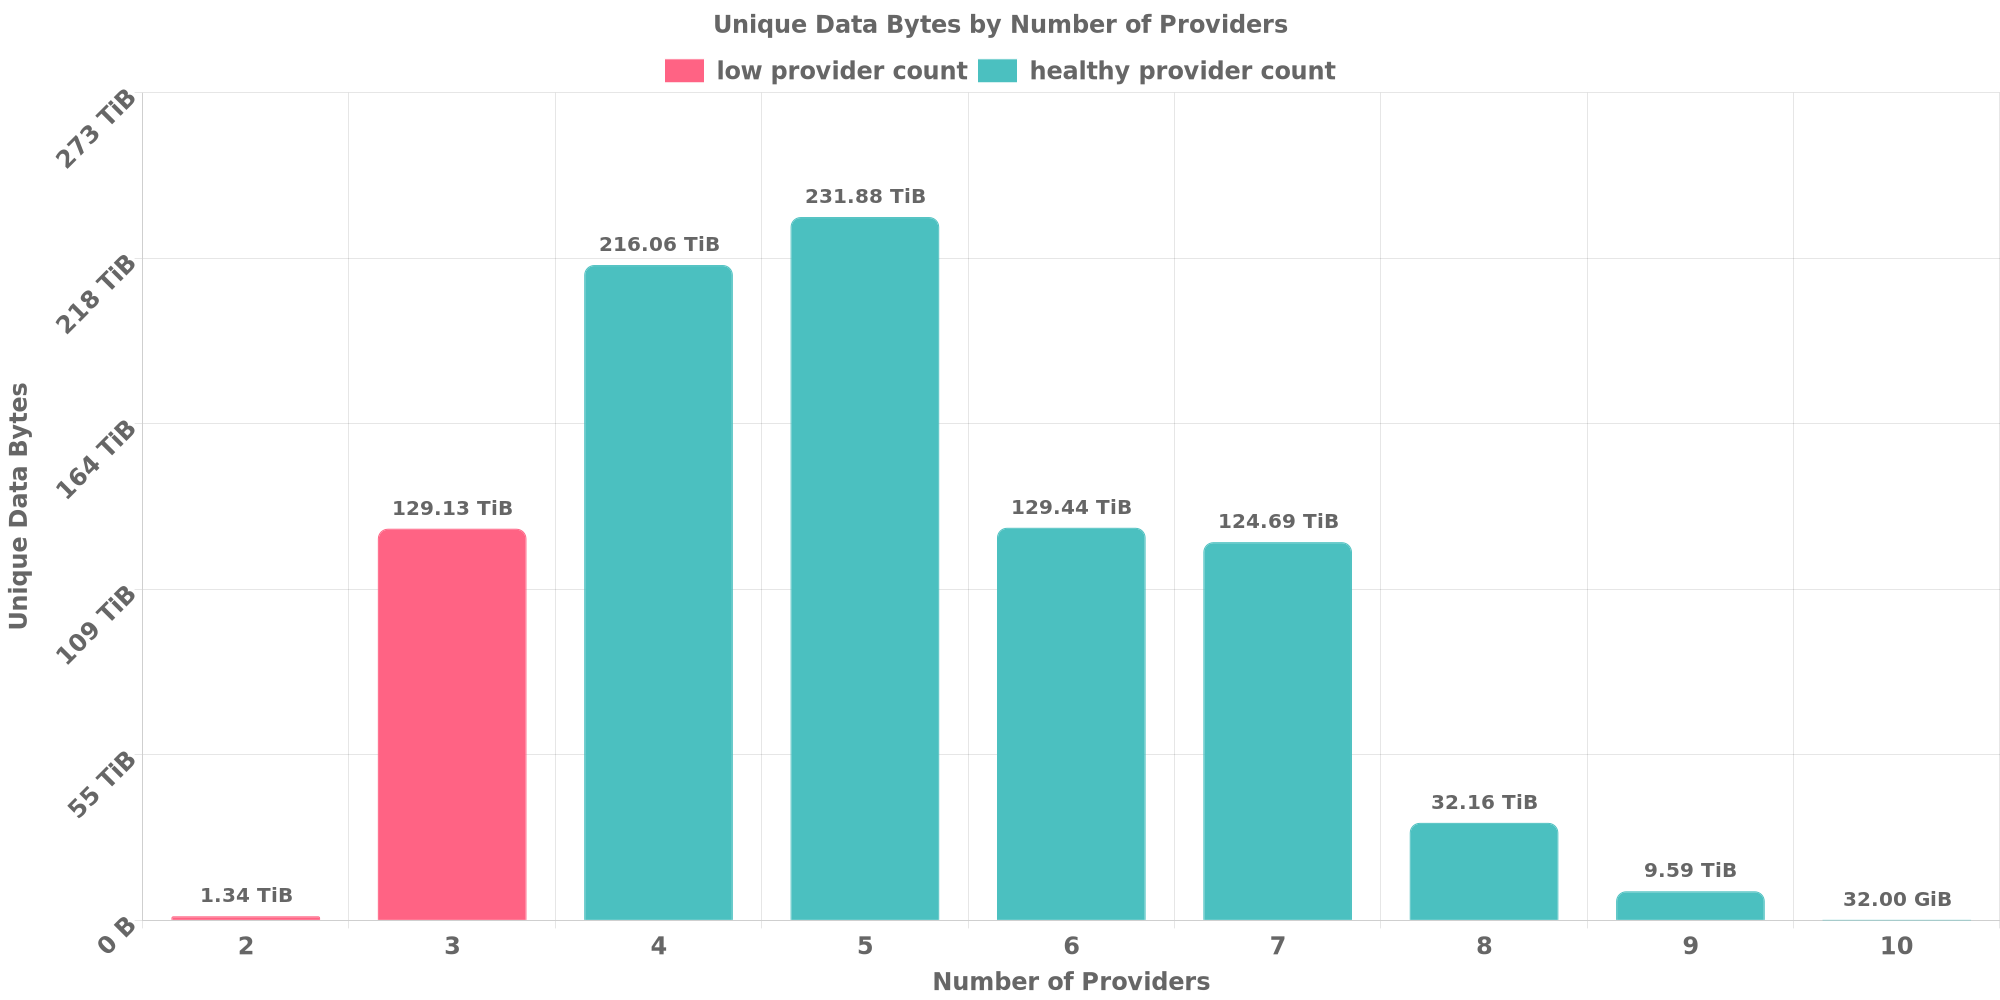 Unique Data Bytes by Number of Providers
low provider count healthy provider count
273 TiB
218 TiB
164 TiB
109 TiB
55 TiB
0 B
Unique Data Bytes
1.34 TiB
129.13 TiB
216.06 TiB
231.88 TiB
129.44 TiB
124.69 TiB
32.16 TiB
9.59 TiB
32.00 GiB
2 3 4 5 6 7 8 9 10
Number of Providers